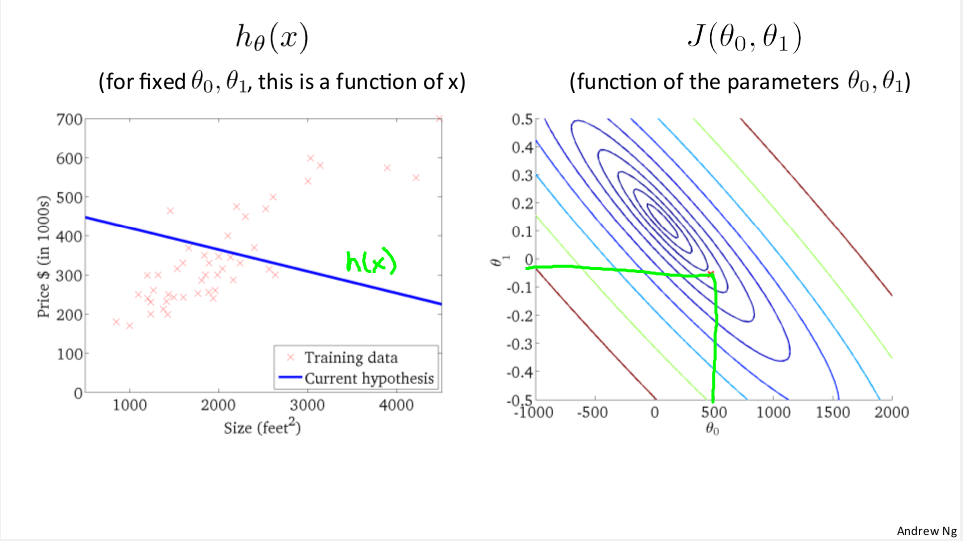 h_θ(x)
(for fixed θ₀, θ₁, this is a function of x)
700
600
500
400
300
200
100
0
Price $ (in 1000s)
1000
2000
3000
4000
Size (feet²)
h(x)
Training data
Current hypothesis
J(θ₀, θ₁)
(function of the parameters θ₀, θ₁)
0.5
0.4
0.3
0.2
0.1
0
-0.1
-0.2
-0.3
-0.4
-0.5
θ₁
-1000
-500
0
500
1000
1500
2000
θ₀
Andrew Ng